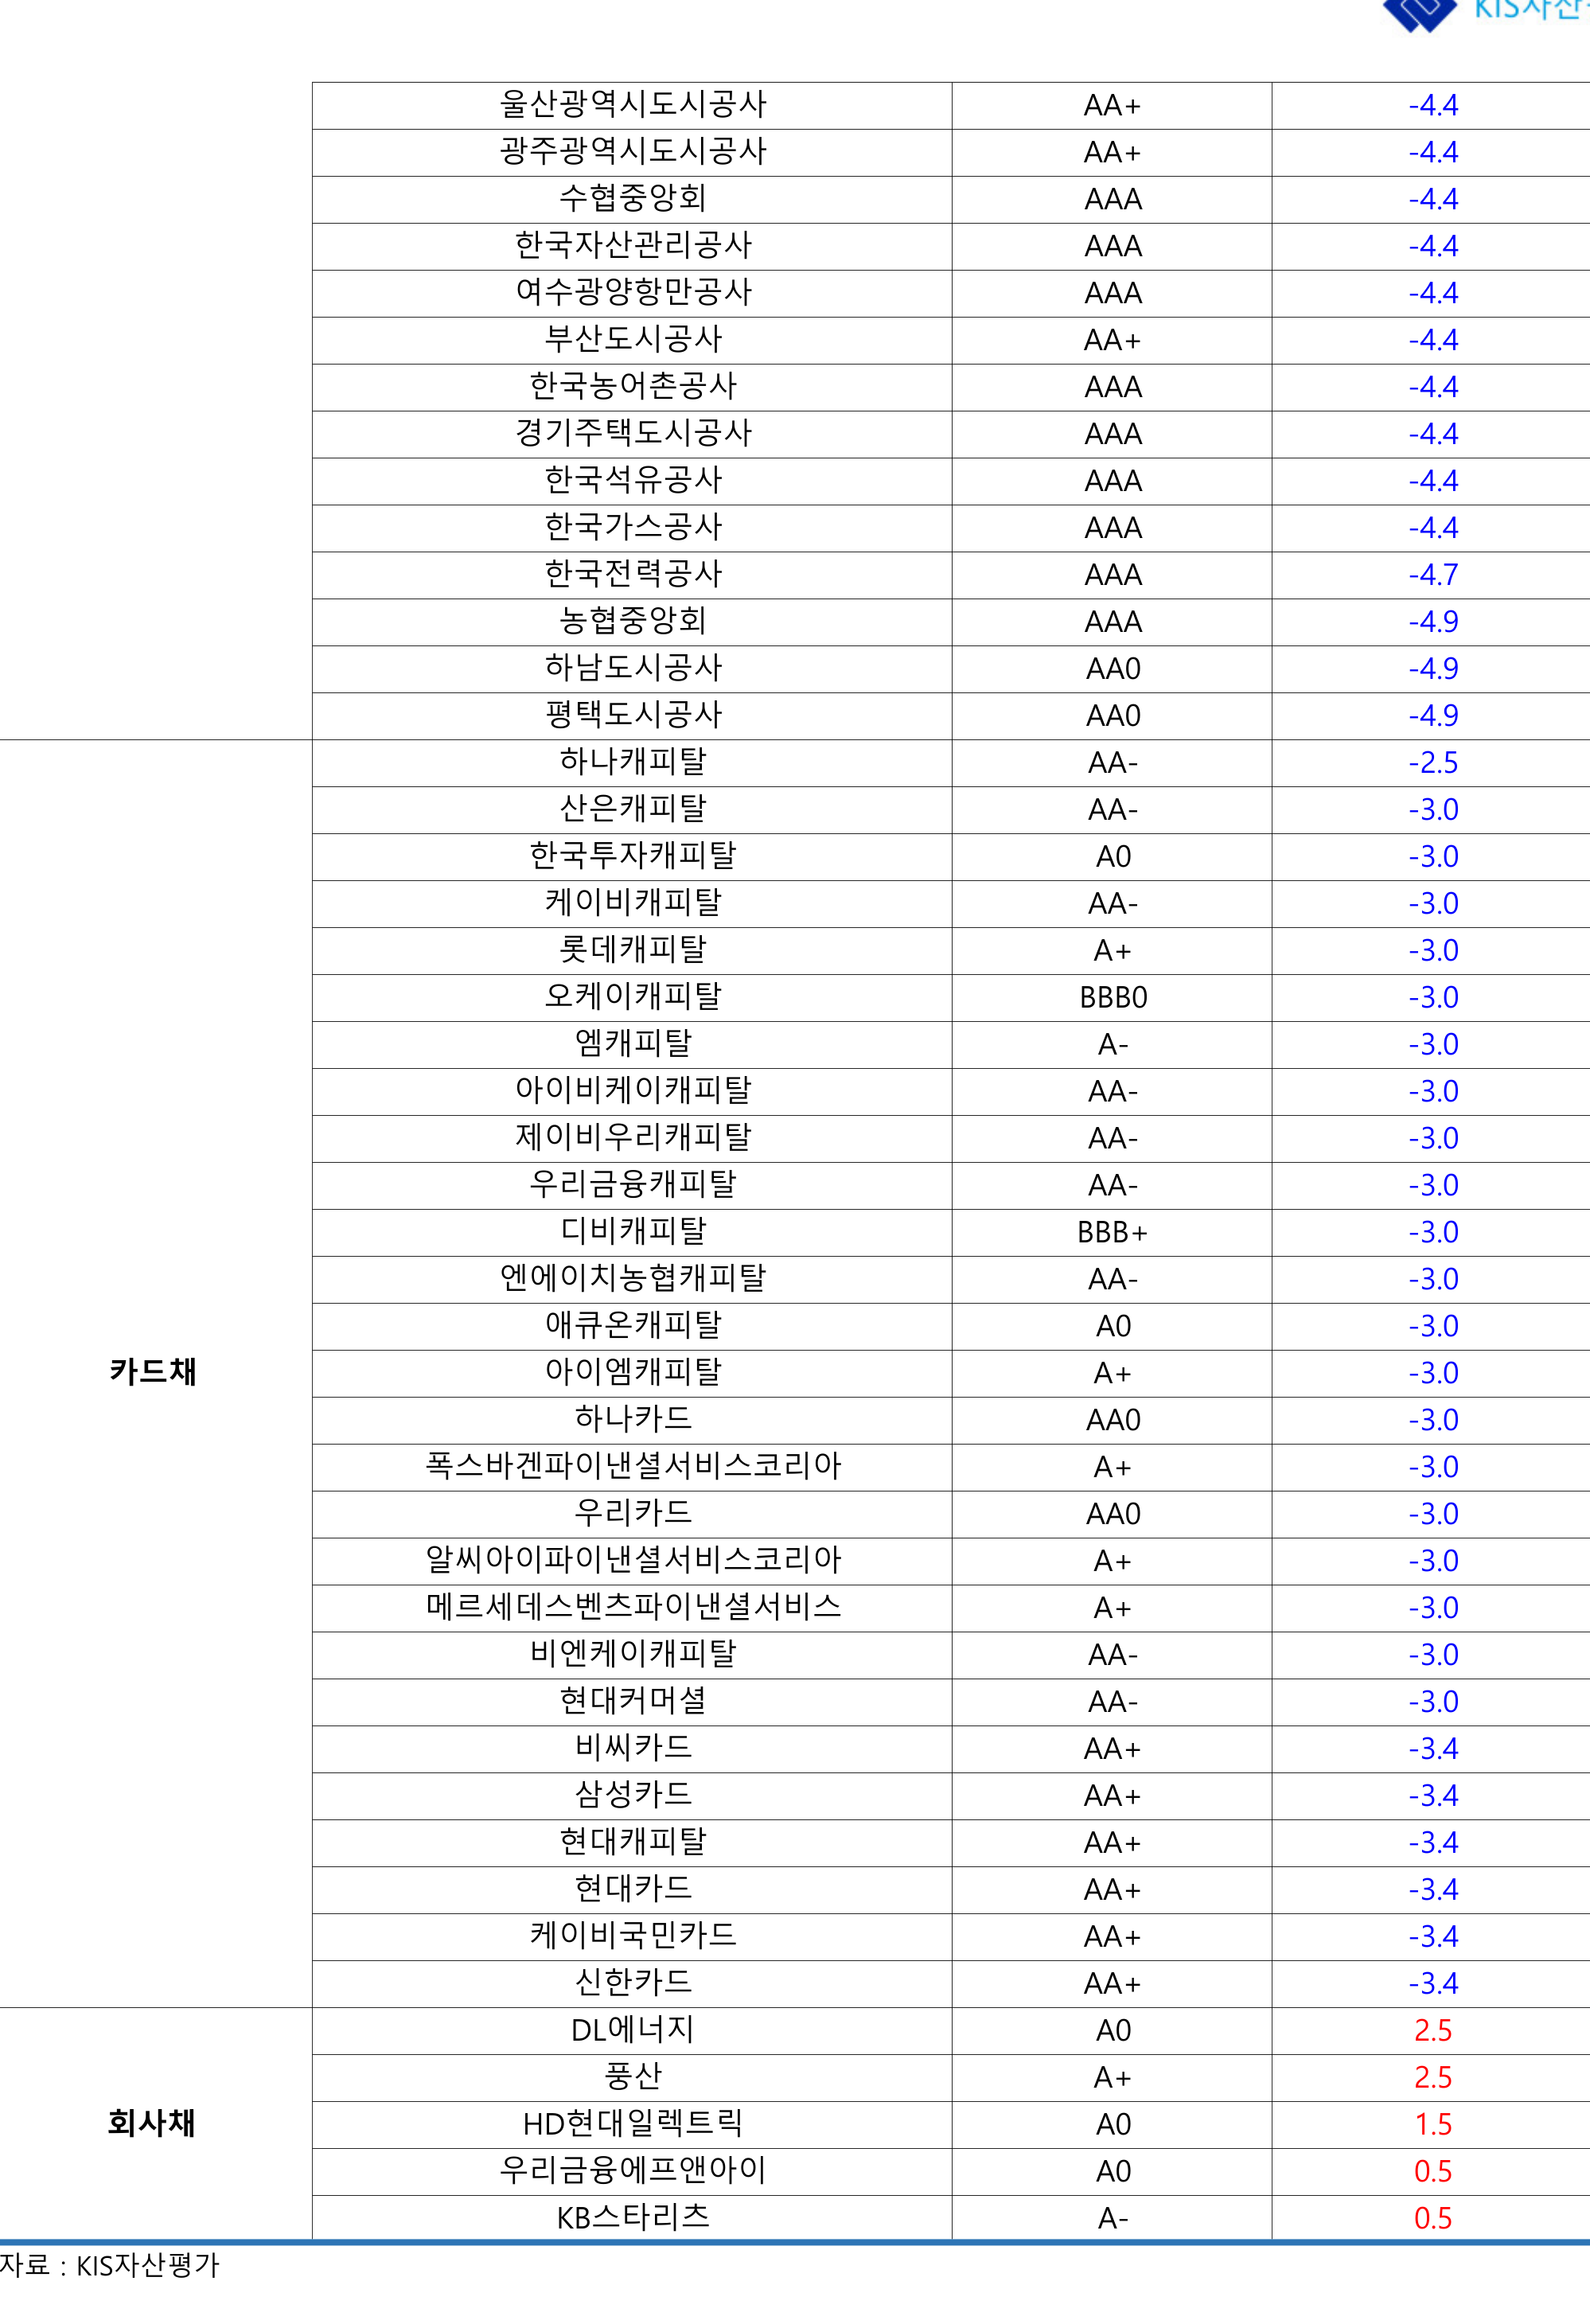 KIS자산
울산광역시도시공사 AA+ -4.4
광주광역시도시공사 AA+ -4.4
수협중앙회 AAA -4.4
한국자산관리공사 AAA -4.4
여수광양항만공사 AAA -4.4
부산도시공사 AA+ -4.4
한국농어촌공사 AAA -4.4
경기주택도시공사 AAA -4.4
한국석유공사 AAA -4.4
한국가스공사 AAA -4.4
한국전력공사 AAA -4.7
농협중앙회 AAA -4.9
하남도시공사 AA0 -4.9
평택도시공사 AA0 -4.9
하나캐피탈 AA- -2.5
산은캐피탈 AA- -3.0
한국투자캐피탈 A0 -3.0
케이비캐피탈 AA- -3.0
롯데캐피탈 A+ -3.0
오케이캐피탈 BBB0 -3.0
엠캐피탈 A- -3.0
아이비케이캐피탈 AA- -3.0
제이비우리캐피탈 AA- -3.0
우리금융캐피탈 AA- -3.0
디비캐피탈 BBB+ -3.0
엔에이치농협캐피탈 AA- -3.0
애큐온캐피탈 A0 -3.0
카드채 아이엠캐피탈 A+ -3.0
하나카드 AA0 -3.0
폭스바겐파이낸셜서비스코리아 A+ -3.0
우리카드 AA0 -3.0
알씨아이파이낸셜서비스코리아 A+ -3.0
메르세데스벤츠파이낸셜서비스 A+ -3.0
비엔케이캐피탈 AA- -3.0
현대커머셜 AA- -3.0
비씨카드 AA+ -3.4
삼성카드 AA+ -3.4
현대캐피탈 AA+ -3.4
현대카드 AA+ -3.4
케이비국민카드 AA+ -3.4
신한카드 AA+ -3.4
DL에너지 A0 2.5
풍산 A+ 2.5
회사채 HD현대일렉트릭 A0 1.5
우리금융에프앤아이 A0 0.5
KB스타리츠 A- 0.5
자료 : KIS자산평가